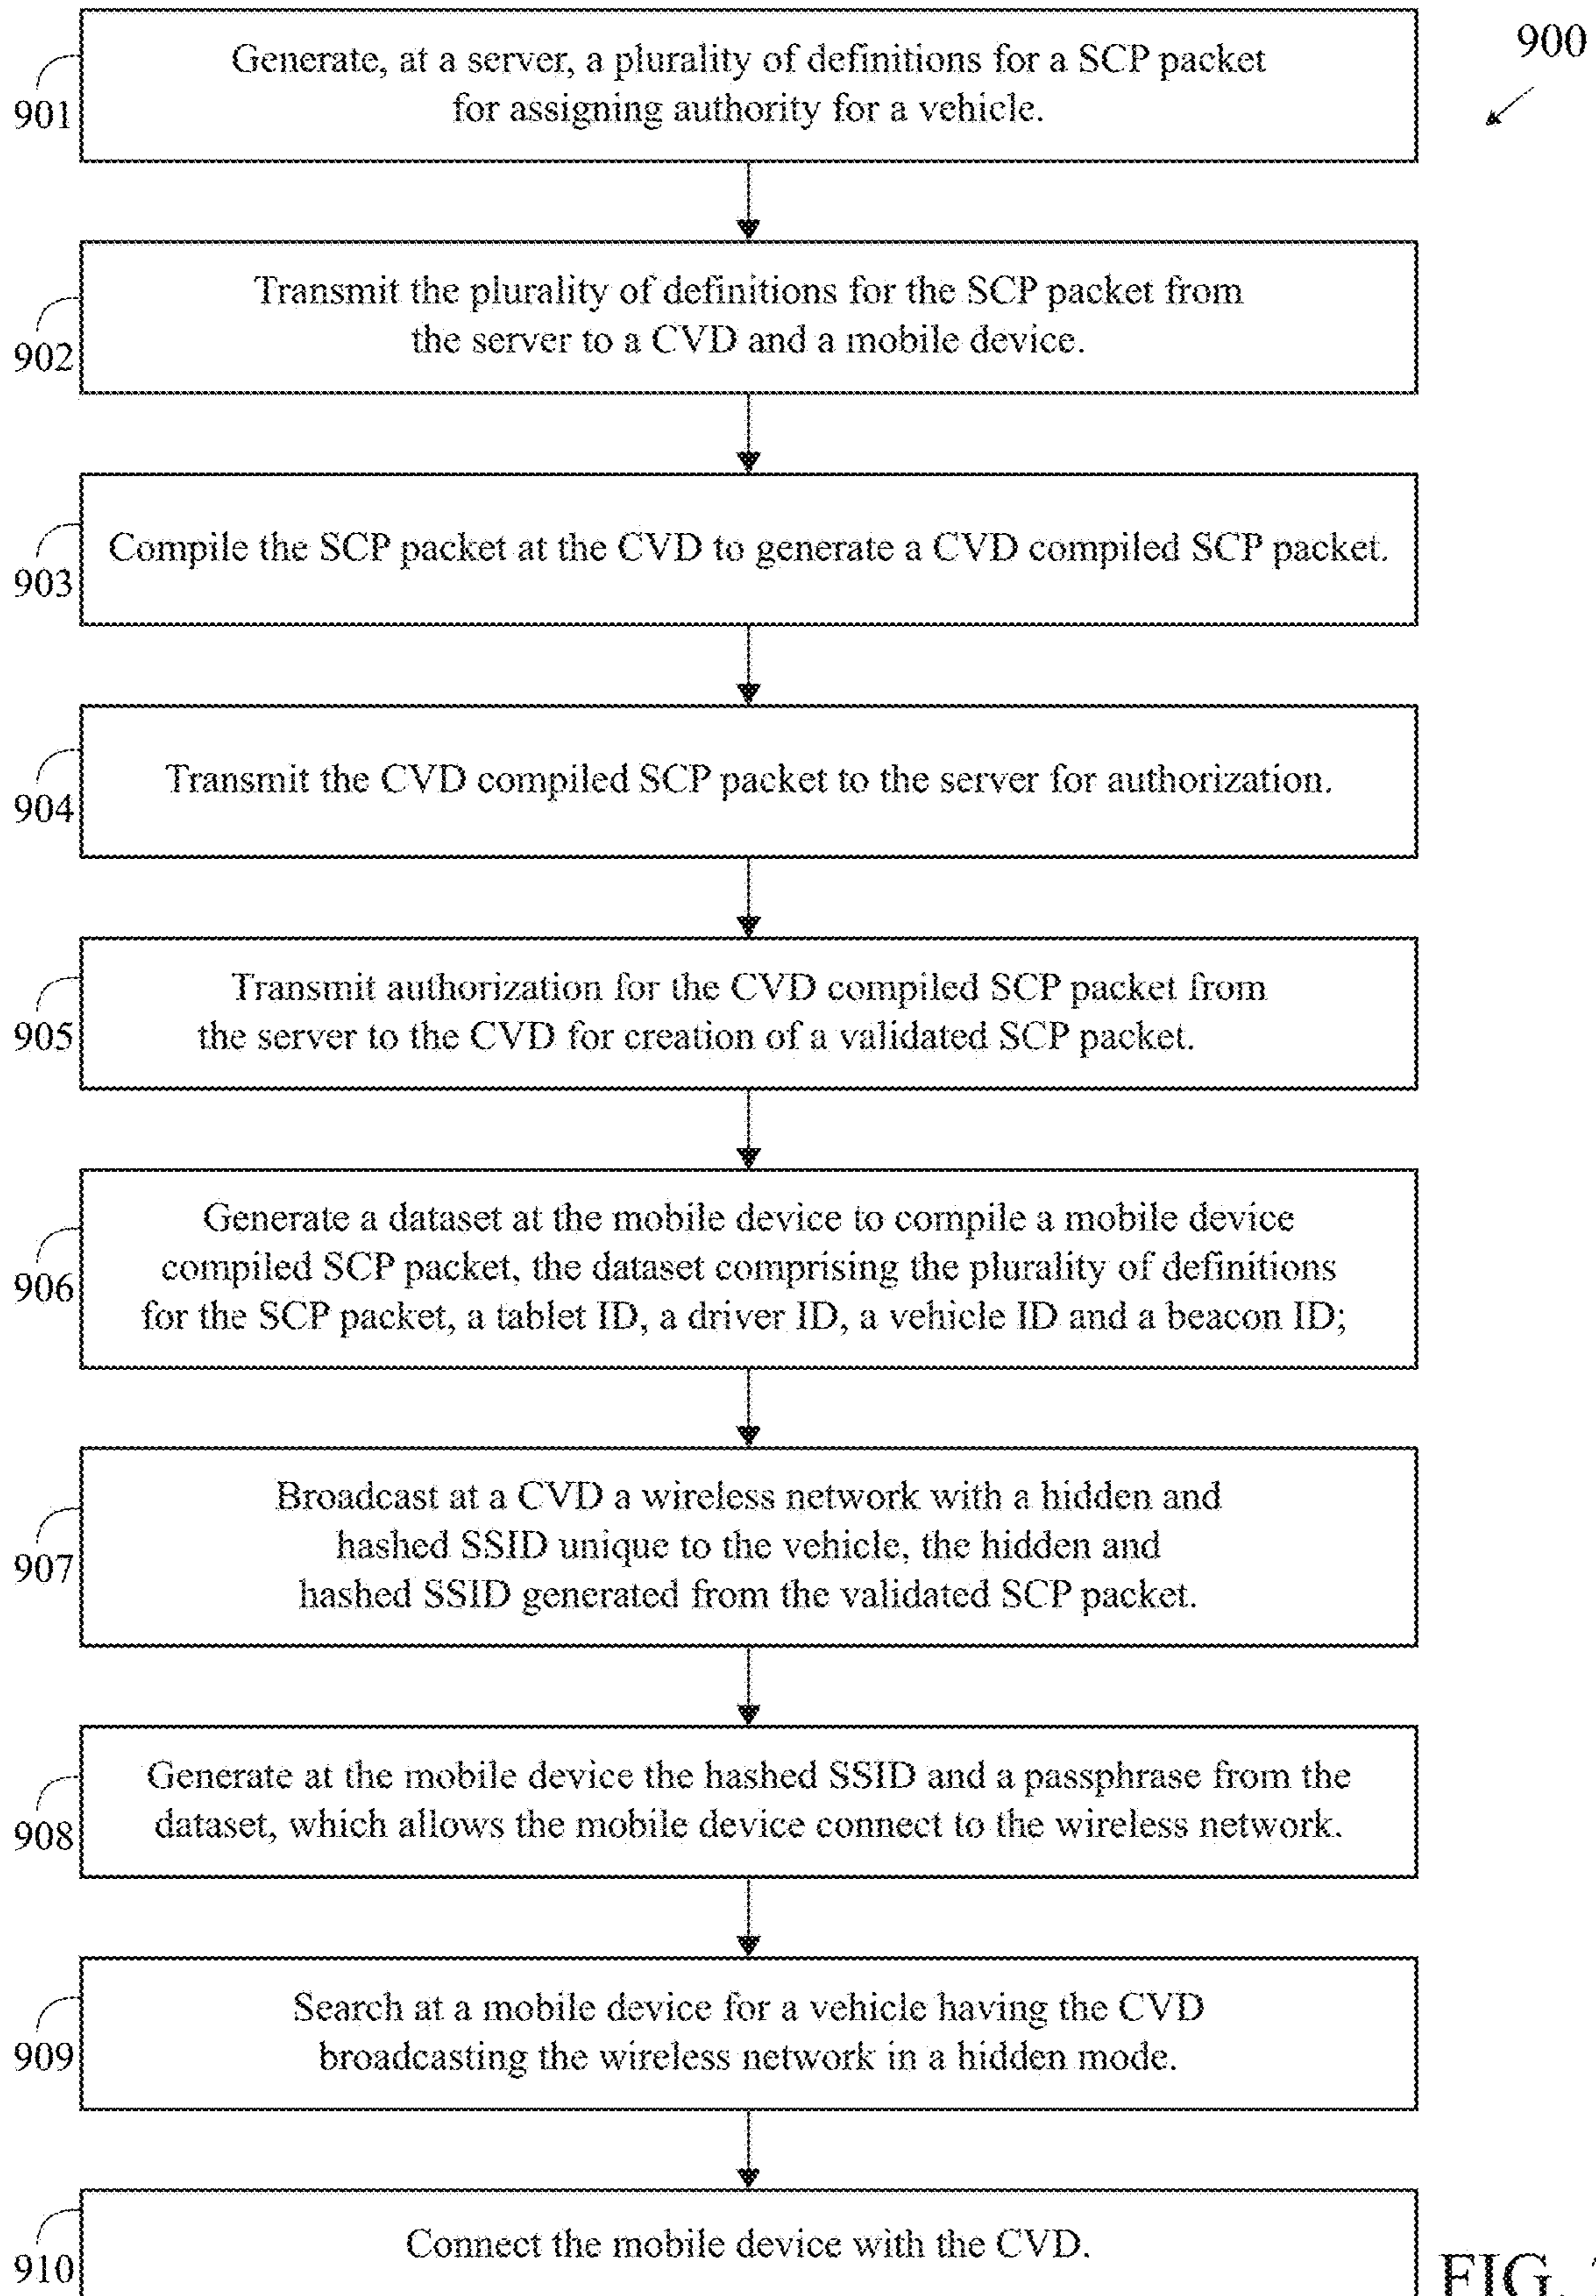 900
Generate, at a server, a plurality of definitions for a SCP packet
for assigning authority for a vehicle.
901
Transmit the plurality of definitions for the SCP packet from
the server to a CVD and a mobile device.
902
Compile the SCP packet at the CVD to generate a CVD compiled SCP packet.
903
Transmit the CVD compiled SCP packet to the server for authorization.
904
Transmit authorization for the CVD compiled SCP packet from
the server to the CVD for creation of a validated SCP packet.
905
Generate a dataset at the mobile device to compile a mobile device
compiled SCP packet, the dataset comprising the plurality of definitions
for the SCP packet, a tablet ID, a driver ID, a vehicle ID and a beacon ID;
906
Broadcast at a CVD a wireless network with a hidden and
hashed SSID unique to the vehicle, the hidden and
hashed SSID generated from the validated SCP packet.
907
Generate at the mobile device the hashed SSID and a passphrase from the
dataset, which allows the mobile device connect to the wireless network.
908
Search at a mobile device for a vehicle having the CVD
broadcasting the wireless network in a hidden mode.
909
Connect the mobile device with the CVD.
910
FIG.